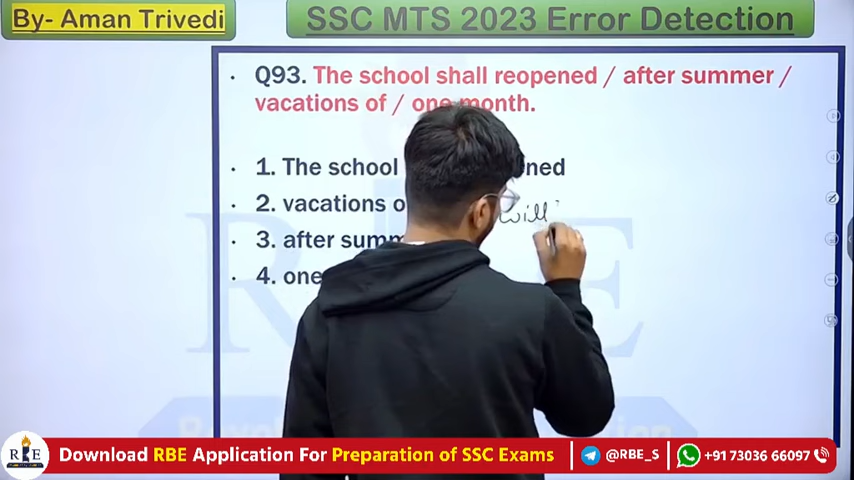 By- Aman Trivedi
SSC MTS 2023 Error Detection
Q93. The school shall reopened / after summer /
vacations of / one month.
1. The school
2. vacations
will
3. after
4. one
R E
RBE
Download RBE Application For Preparation of SSC Exams
@RBE_S
+91 73036 66097